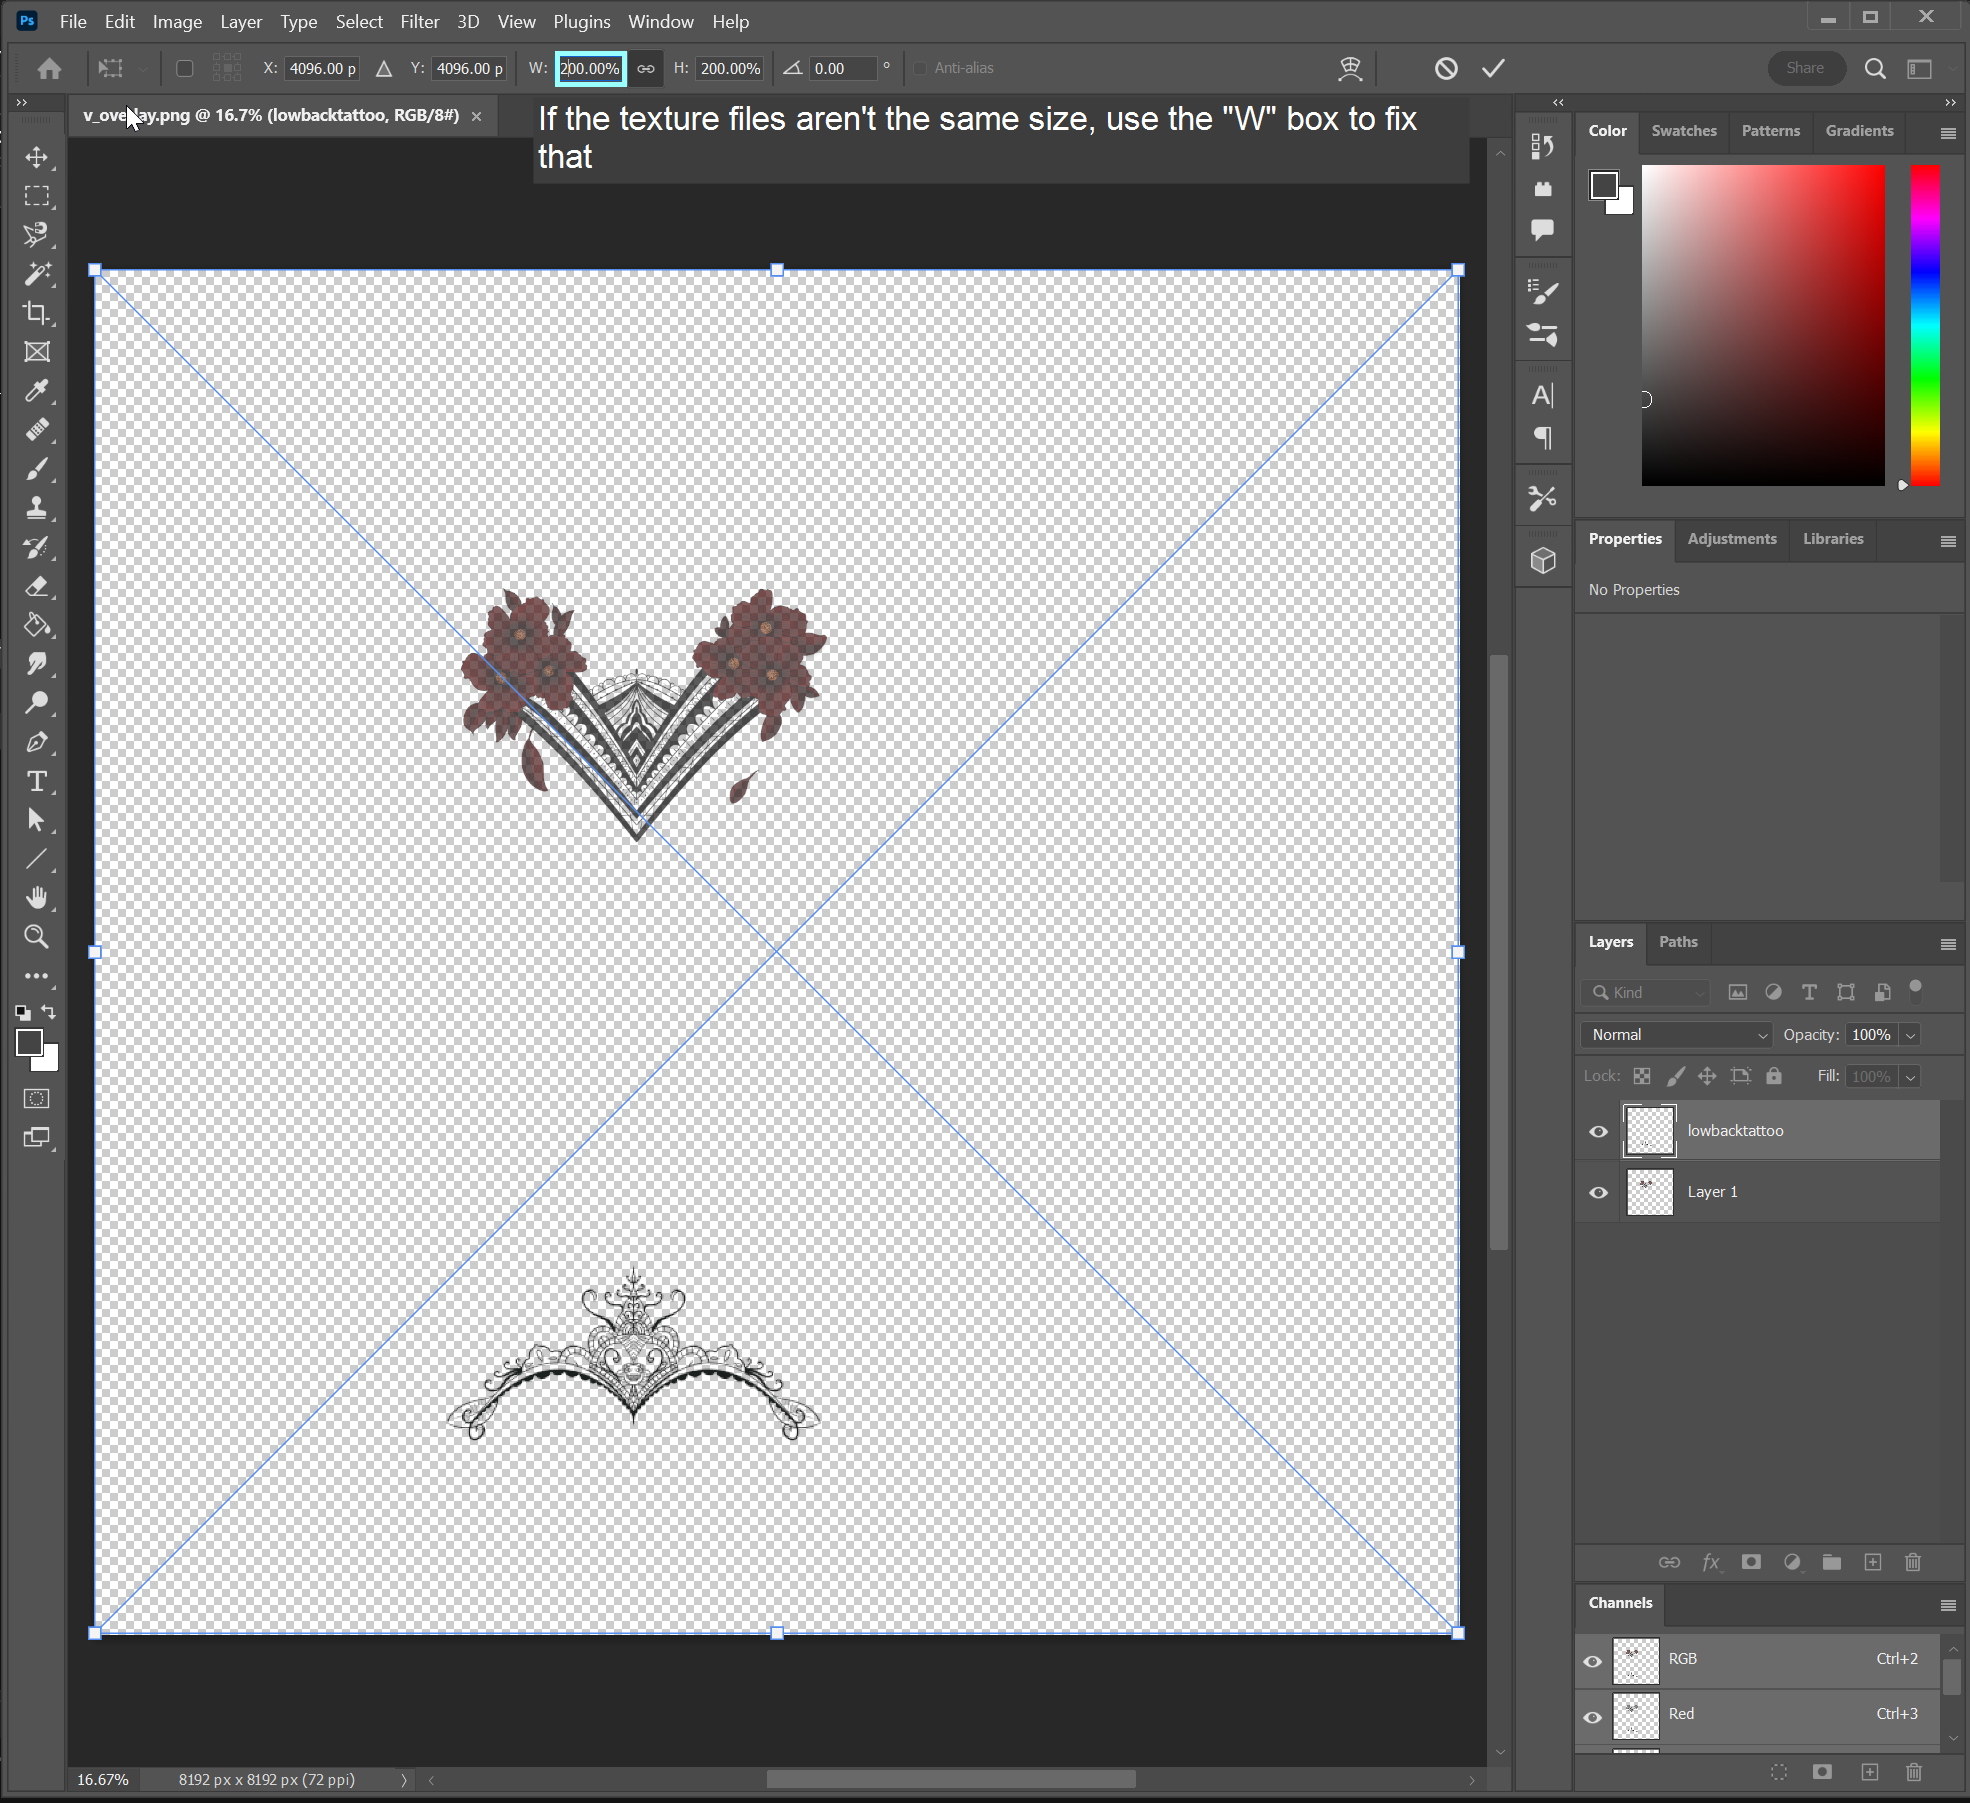 Ps File Edit Image Layer Type Select Filter 3D View Plugins Window Help
X: 4096.00 p Y: 4096.00 p W: 200.00% H: 200.00% 0.00 ° Anti-alias Share
v_overlay.png @ 16.7% (lowbacktattoo, RGB/8#) ×
If the texture files aren't the same size, use the "W" box to fix
that
Color Swatches Patterns Gradients
Properties Adjustments Libraries
No Properties
Layers Paths
Kind
Normal Opacity: 100%
Lock: Fill: 100%
lowbacktattoo
Layer 1
fx
Channels
RGB Ctrl+2
Red Ctrl+3
16.67% 8192 px x 8192 px (72 ppi)